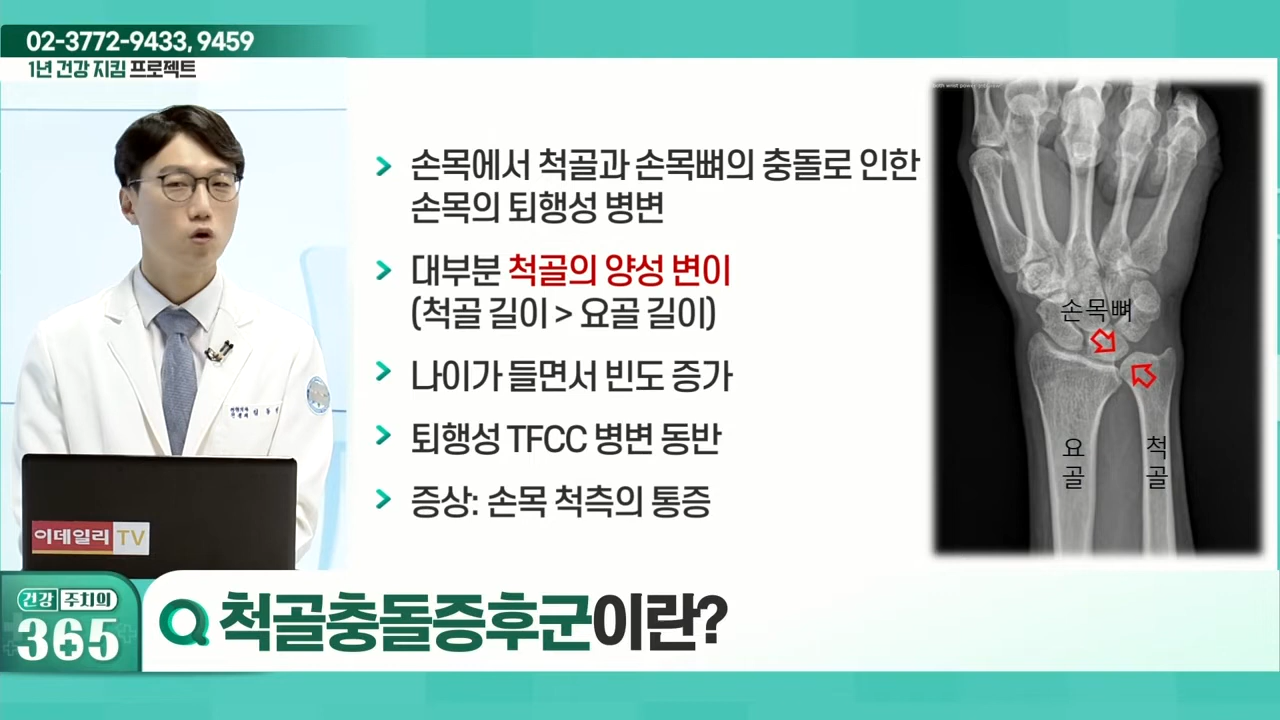 02-3772-9433, 9459
1년 건강 지킴 프로젝트
손목에서 척골과 손목뼈의 충돌로 인한
손목의 퇴행성 병변
대부분 척골의 양성 변이
(척골 길이 > 요골 길이)
나이가 들면서 빈도 증가
퇴행성 TFCC 병변 동반
증상: 손목 척측의 통증
손목뼈
요골
척골
이데일리 TV
건강 주치의
365
척골충돌증후군이란?